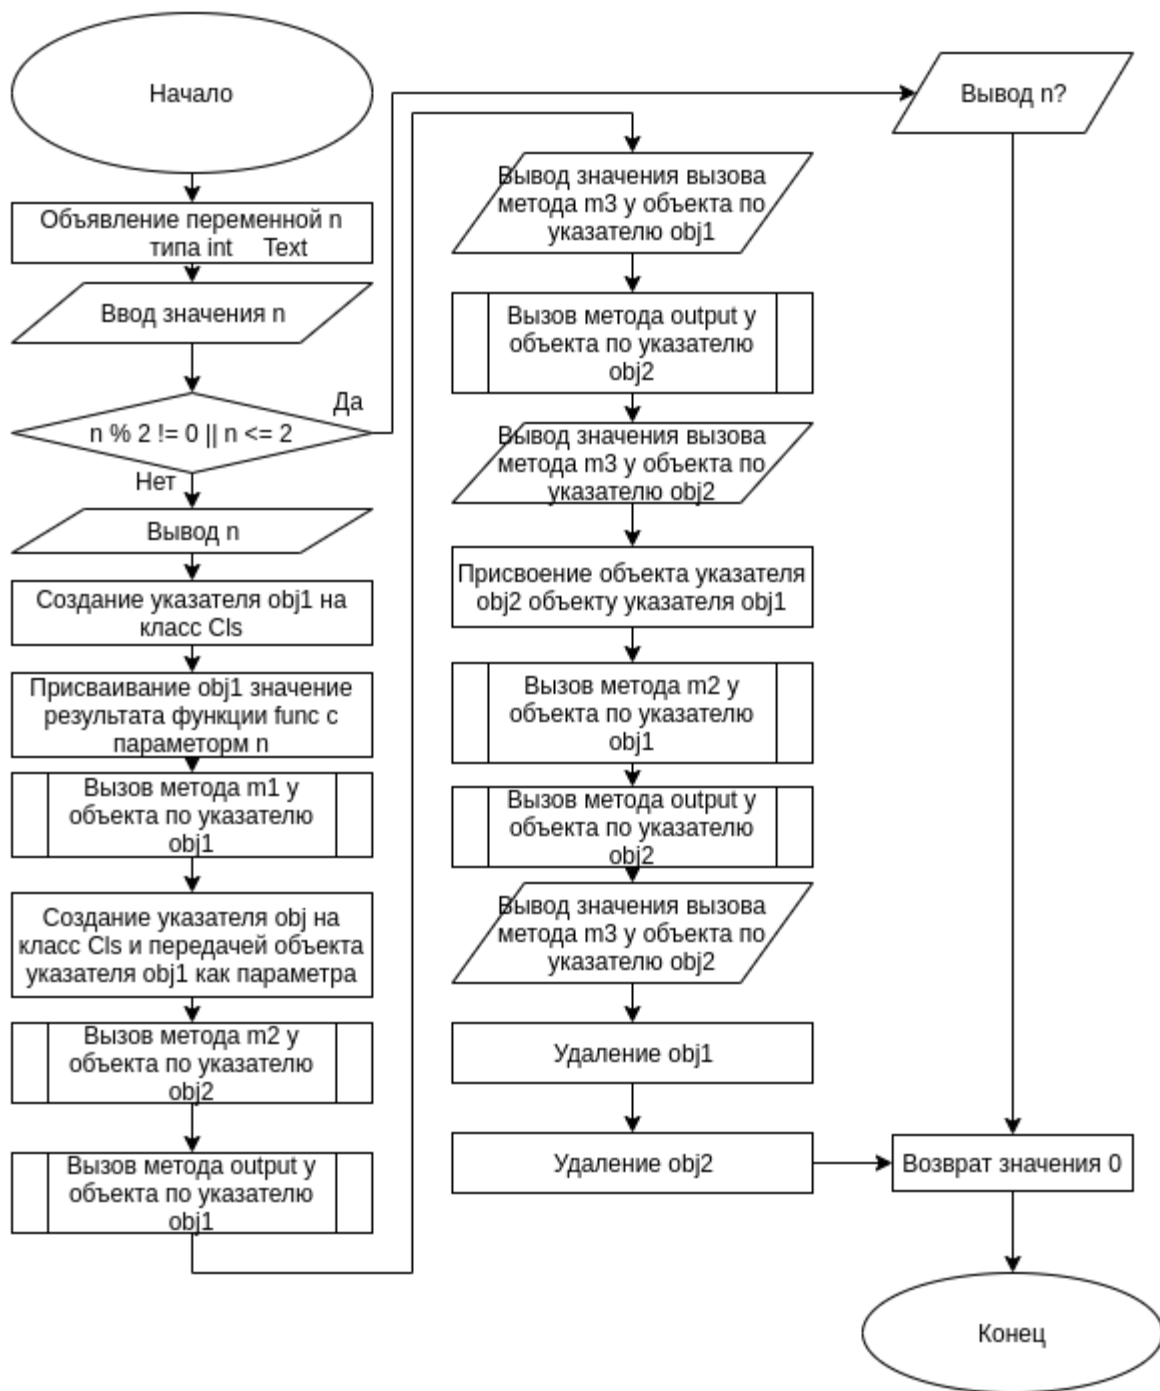 Начало
Объявление переменной n
типа int Text
Ввод значения n
n % 2 != 0 || n <= 2
Да
Нет
Вывод n
Создание указателя obj1 на
класс Cls
Присваивание obj1 значение
результата функции func с
параметорм n
Вызов метода m1 у
объекта по указателю
obj1
Создание указателя obj на
класс Cls и передачей объекта
указателя obj1 как параметра
Вызов метода m2 у
объекта по указателю
obj2
Вызов метода output у
объекта по указателю
obj1
Вывод значения вызова
метода m3 у объекта по
указателю obj1
Вызов метода output у
объекта по указателю
obj2
Вывод значения вызова
метода m3 у объекта по
указателю obj2
Присвоение объекта указателя
obj2 объекту указателя obj1
Вызов метода m2 у
объекта по указателю
obj1
Вызов метода output у
объекта по указателю
obj2
Вывод значения вызова
метода m3 у объекта по
указателю obj2
Удаление obj1
Удаление obj2
Вывод n?
Возврат значения 0
Конец